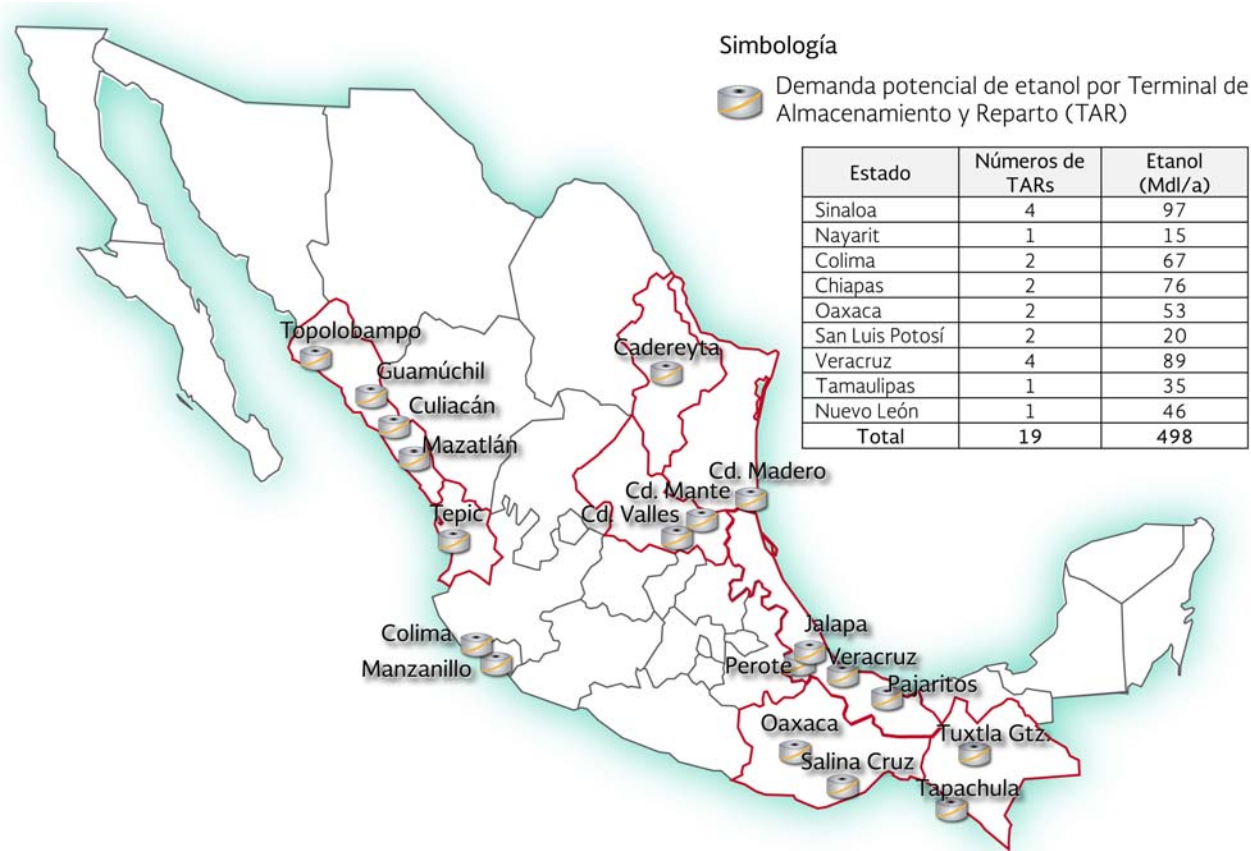 Simbología
Demanda potencial de etanol por Terminal de
Almacenamiento y Reparto (TAR)
Estado Números de TARs Etanol (Mdl/a)
Sinaloa 4 97
Nayarit 1 15
Colima 2 67
Chiapas 2 76
Oaxaca 2 53
San Luis Potosí 2 20
Veracruz 4 89
Tamaulipas 1 35
Nuevo León 1 46
Total 19 498
Topolobampo
Guamúchil
Culiacán
Mazatlán
Tepic
Cadereyta
Cd. Madero
Cd. Mante
Cd. Valles
Colima
Manzanillo
Jalapa
Perote
Veracruz
Pajaritos
Oaxaca
Salina Cruz
Tuxtla Gtz.
Tapachula